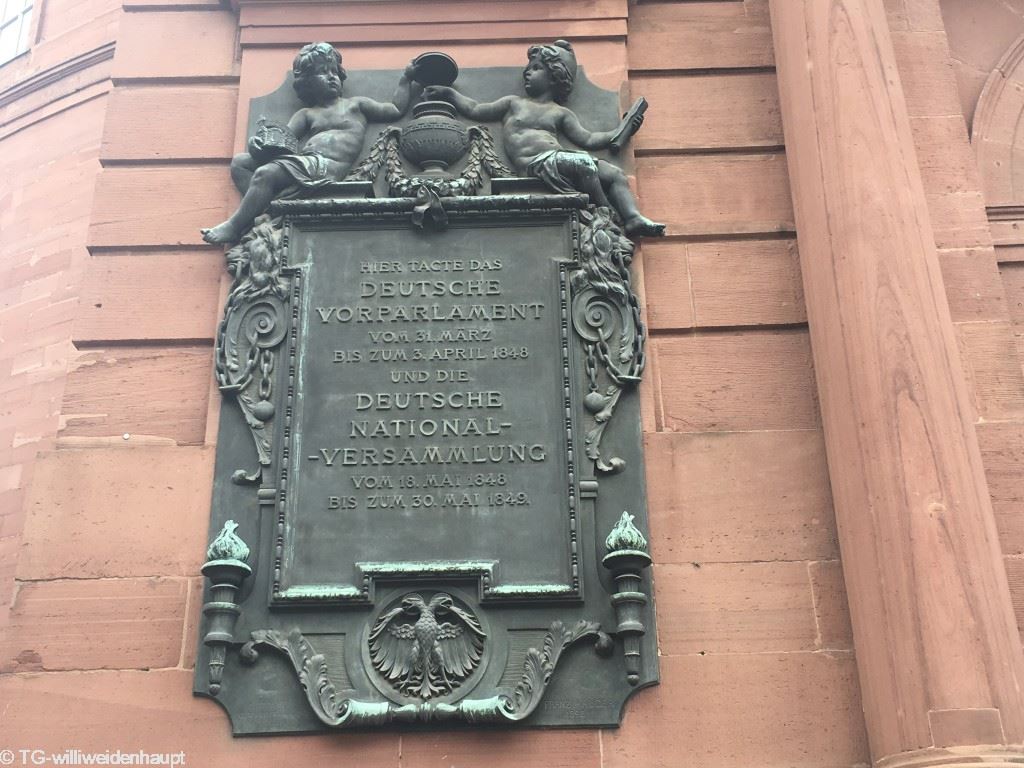 HIER TAGTE DAS
DEUTSCHE
VORPARLAMENT
VOM 31. MÄRZ
BIS ZUM 3. APRIL 1848
UND DIE
DEUTSCHE
NATIONAL-
-VERSAMMLUNG
VOM 18. MAI 1848
BIS ZUM 30. MAI 1849.
FRANZ
© TG-williweidenhaupt